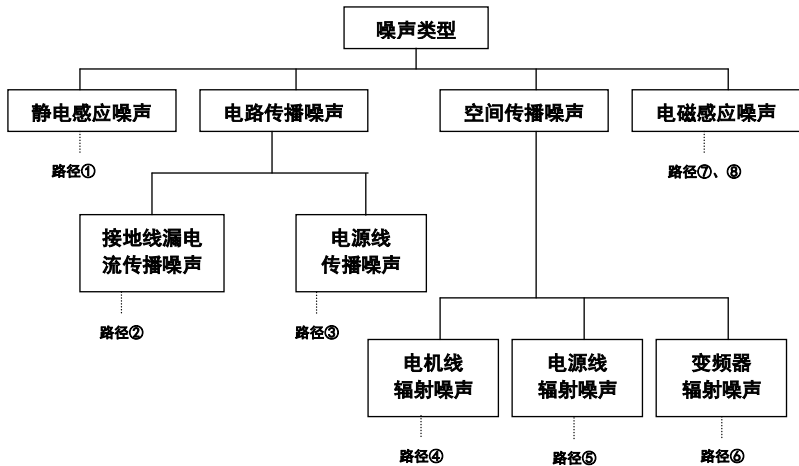 噪声类型
静电感应噪声
电路传播噪声
空间传播噪声
电磁感应噪声
路径①
路径⑦、⑧
接地线漏电
流传播噪声
电源线
传播噪声
路径②
路径③
电机线
辐射噪声
电源线
辐射噪声
变频器
辐射噪声
路径④
路径⑤
路径⑥